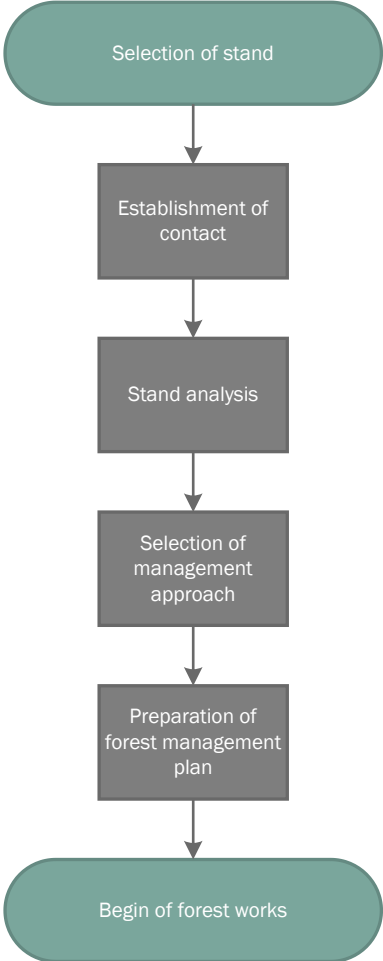 Selection of stand
Establishment of
contact
Stand analysis
Selection of
management
approach
Preparation of
forest management
plan
Begin of forest works